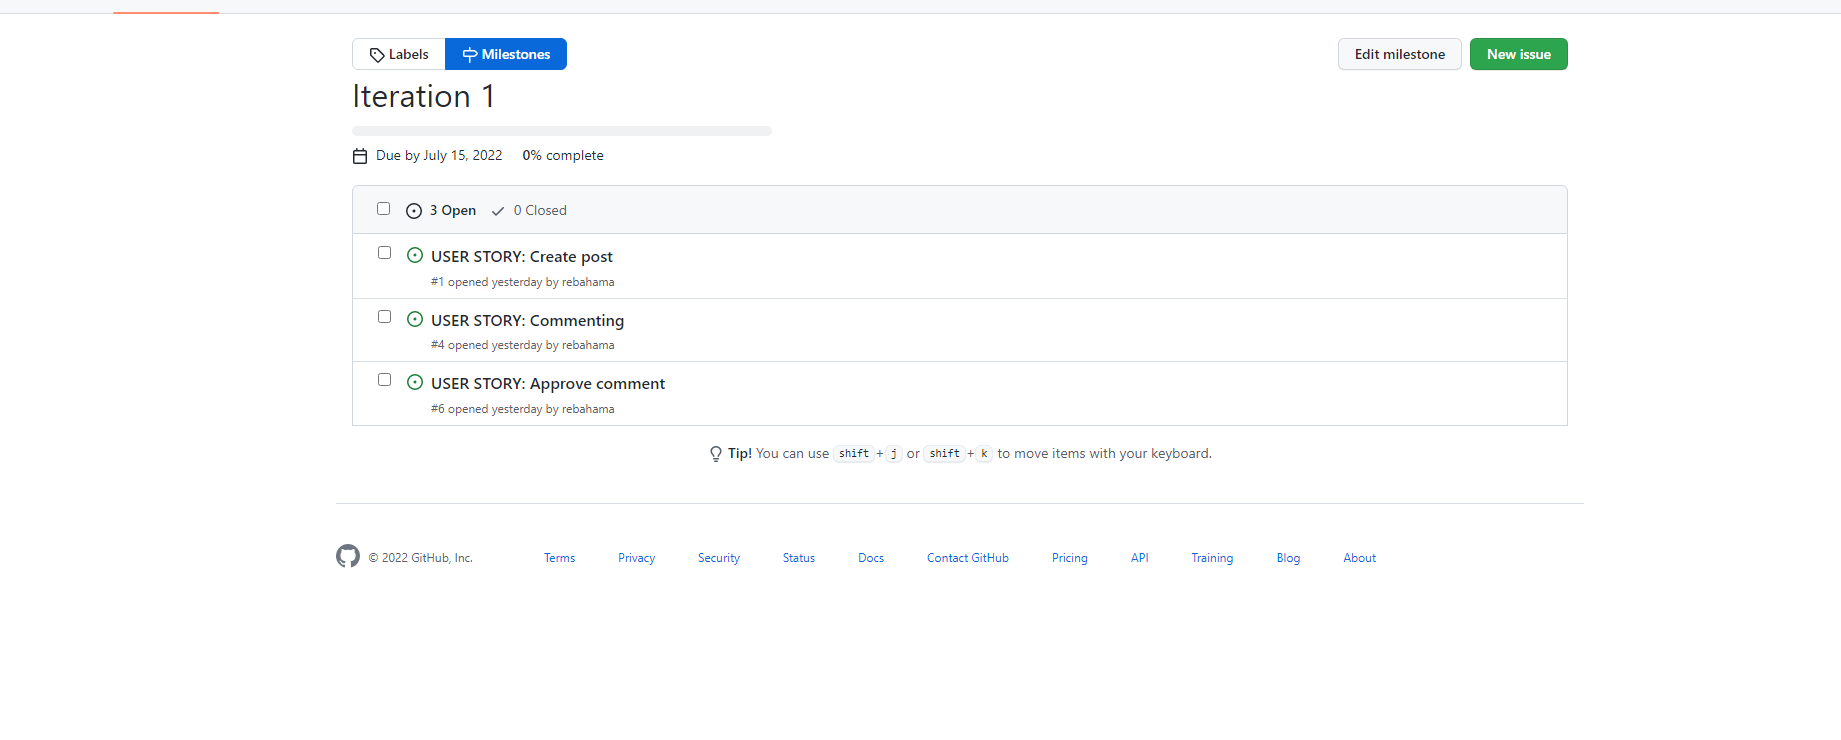 Labels Milestones Edit milestone New issue
Iteration 1
Due by July 15, 2022 0% complete
3 Open 0 Closed
USER STORY: Create post
#1 opened yesterday by rebahama
USER STORY: Commenting
#4 opened yesterday by rebahama
USER STORY: Approve comment
#6 opened yesterday by rebahama
Tip! You can use shift+j or shift+k to move items with your keyboard.
© 2022 GitHub, Inc. Terms Privacy Security Status Docs Contact GitHub Pricing API Training Blog About